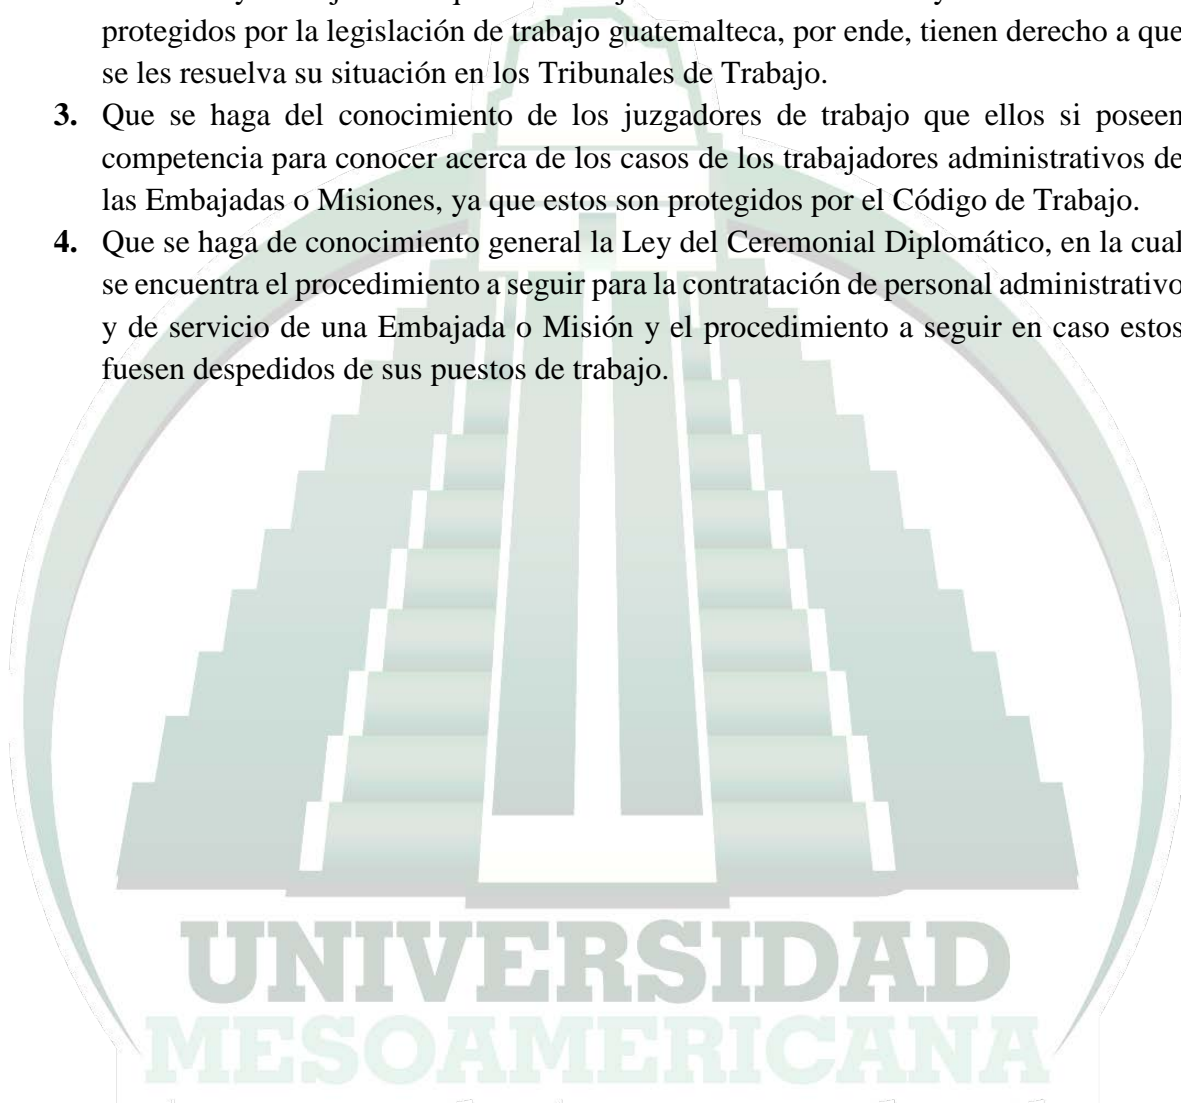 protegidos por la legislación de trabajo guatemalteca, por ende, tienen derecho a que
se les resuelva su situación en los Tribunales de Trabajo.
3. Que se haga del conocimiento de los juzgadores de trabajo que ellos si poseen
competencia para conocer acerca de los casos de los trabajadores administrativos de
las Embajadas o Misiones, ya que estos son protegidos por el Código de Trabajo.
4. Que se haga de conocimiento general la Ley del Ceremonial Diplomático, en la cual
se encuentra el procedimiento a seguir para la contratación de personal administrativo
y de servicio de una Embajada o Misión y el procedimiento a seguir en caso estos
fuesen despedidos de sus puestos de trabajo.
UNIVERSIDAD
MESOAMERICANA